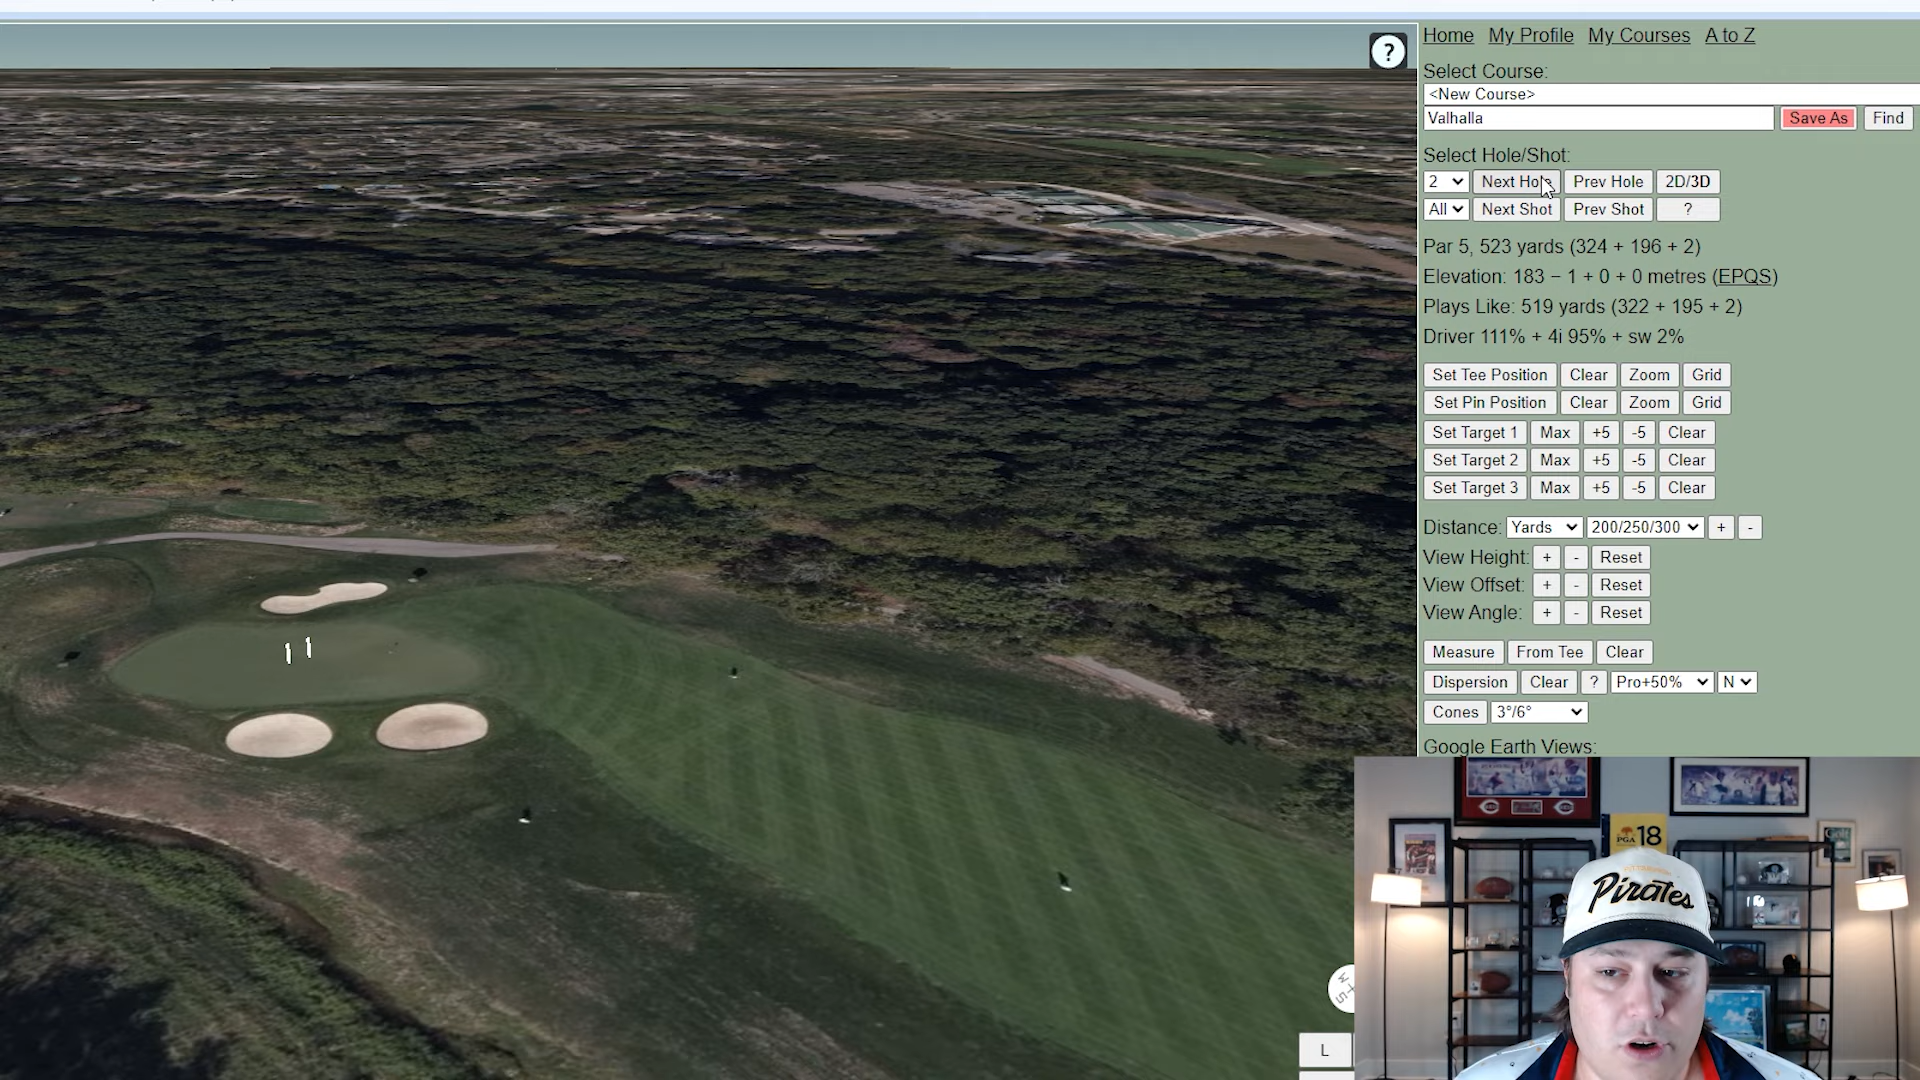 ?
Home My Profile My Courses A to Z
Select Course:
<New Course>
Valhalla Save As Find
Select Hole/Shot:
2 Next Hole Prev Hole 2D/3D
All Next Shot Prev Shot ?
Par 5, 523 yards (324 + 196 + 2)
Elevation: 183 − 1 + 0 + 0 metres (EPQS)
Plays Like: 519 yards (322 + 195 + 2)
Driver 111% + 4i 95% + sw 2%
Set Tee Position Clear Zoom Grid
Set Pin Position Clear Zoom Grid
Set Target 1 Max +5 -5 Clear
Set Target 2 Max +5 -5 Clear
Set Target 3 Max +5 -5 Clear
Distance: Yards 200/250/300 + -
View Height: + - Reset
View Offset: + - Reset
View Angle: + - Reset
Measure From Tee Clear
Dispersion Clear ? Pro+50% N
Cones 3°/6°
Google Earth Views:
PGA 18
Pirates
L